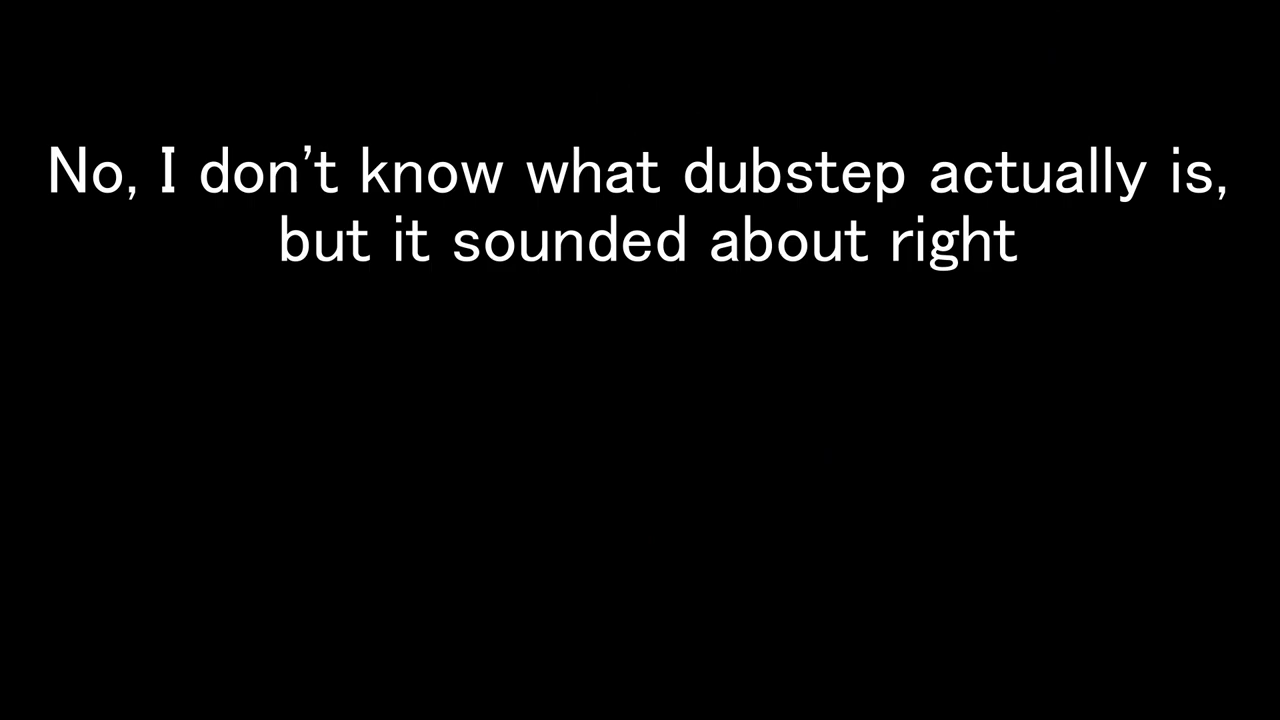 No, I don’t know what dubstep actually is,
but it sounded about right